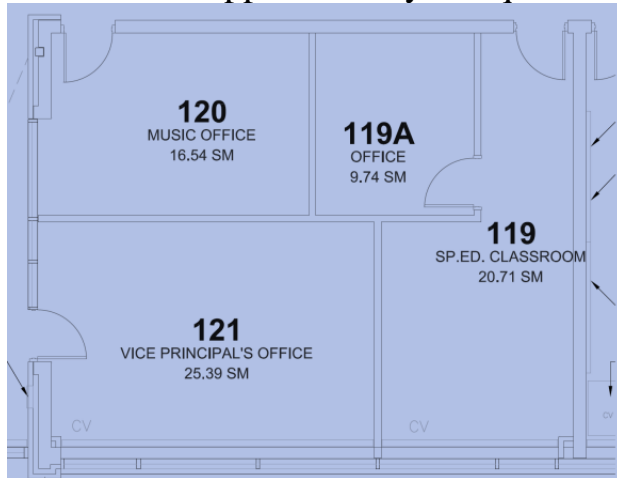 120
MUSIC OFFICE
16.54 SM
119A
OFFICE
9.74 SM
119
SP.ED. CLASSROOM
20.71 SM
121
VICE PRINCIPAL'S OFFICE
25.39 SM
CV
CV
CV